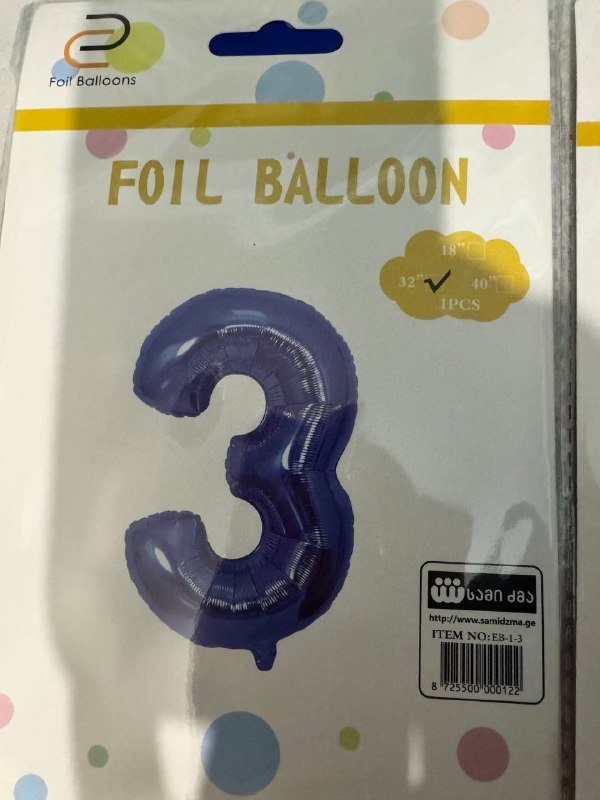 Foil Balloons
FOIL BALLOON
18"
32" 40"
1PCS
სამი ძმა
http://www.samidzma.ge
ITEM NO:EB-1-3
8 725500 000122